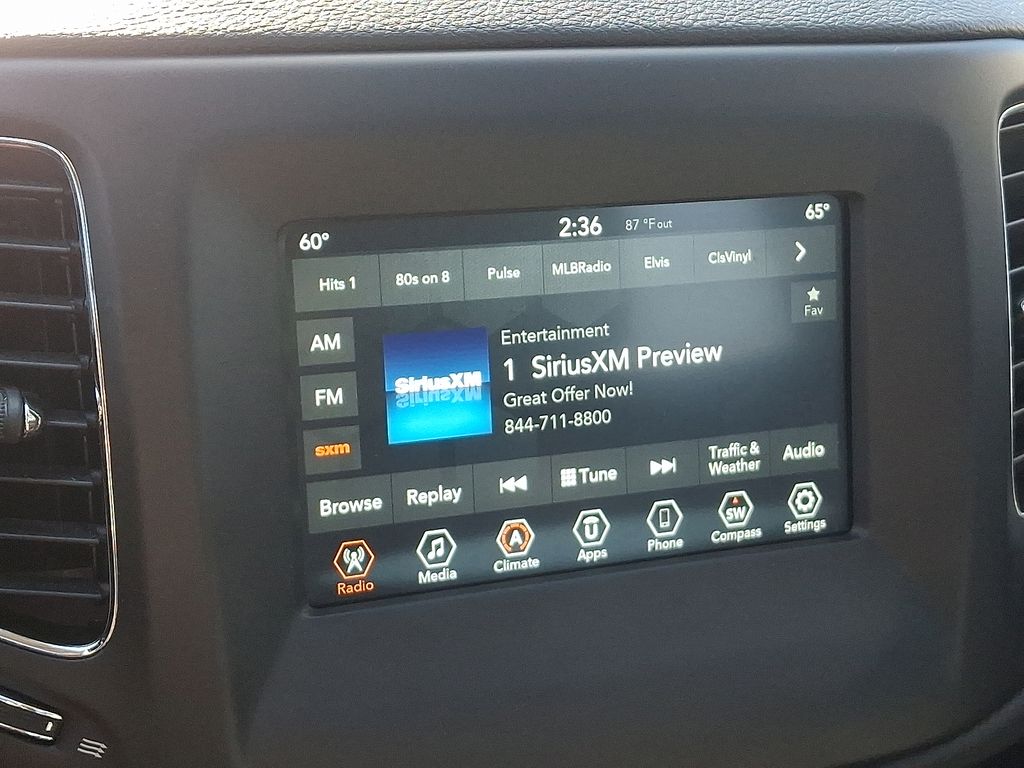 60° 2:36 87 °F out 65°
Hits 1 80s on 8 Pulse MLBRadio Elvis ClsVinyl
Fav
AM
FM
sxm
SiriusXM
Entertainment
1 SiriusXM Preview
Great Offer Now!
844-711-8800
Browse Replay Tune Traffic & Weather Audio
Radio Media A Climate U Apps Phone SW Compass Settings